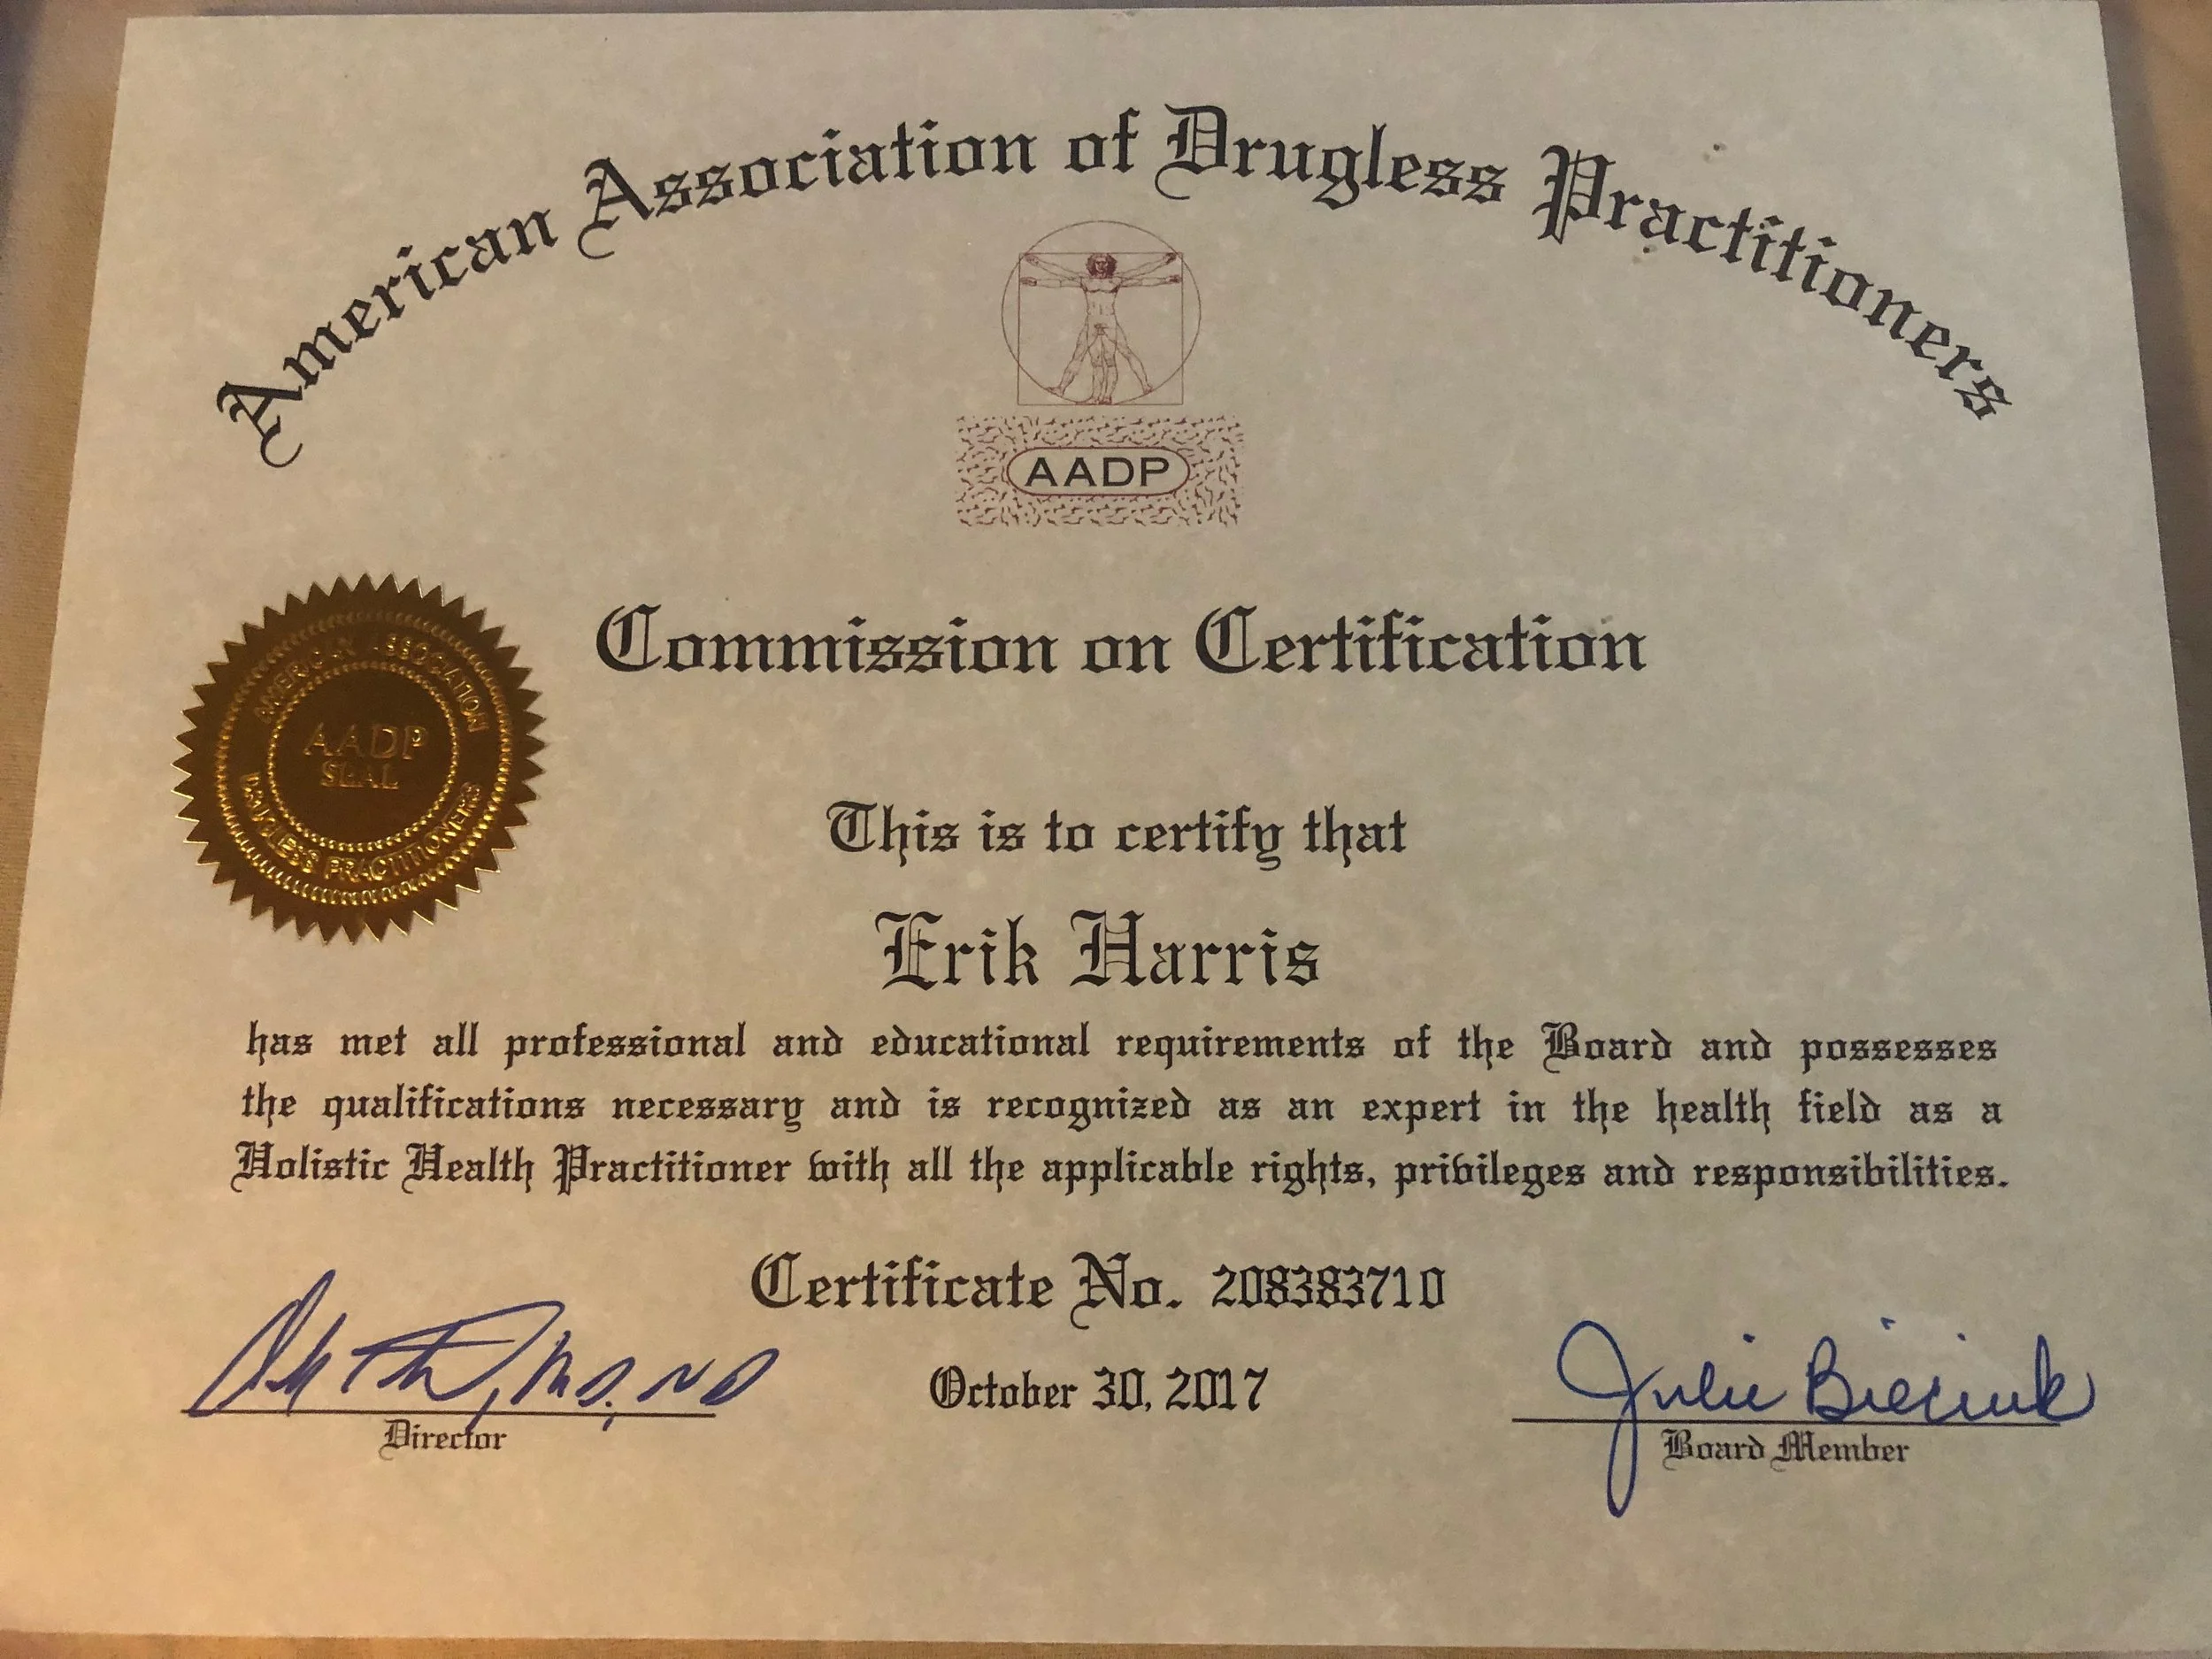 American Association of Drugless Practitioners
AADP
Commission on Certification
AMERICAN ASSOCIATION
AADP
SEAL
DRUGLESS PRACTITIONERS
This is to certify that
Erik Harris
has met all professional and educational requirements of the Board and possesses
the qualifications necessary and is recognized as an expert in the health field as a
Holistic Health Practitioner with all the applicable rights, privileges and responsibilities.
Certificate No. 208383710
October 30, 2017
Director
Julie
Board Member